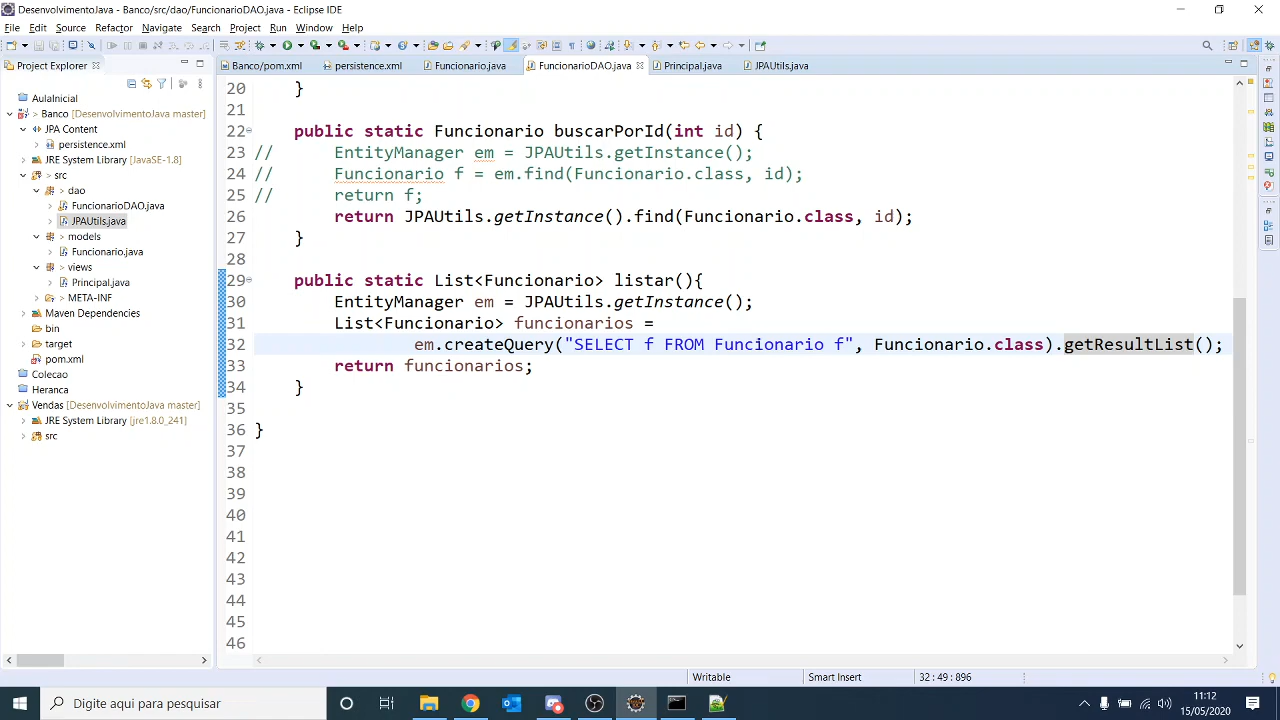 DesenvolvimentoJava - Banco/src/dao/FuncionarioDAO.java - Eclipse IDE
File Edit Source Refactor Navigate Search Project Run Window Help
Project Explorer
Banco/pom.xml persistence.xml Funcionario.java FuncionarioDAO.java Principal.java JPAUtils.java
AulaInicial
> Banco [DesenvolvimentoJava master]
JPA Content
persistence.xml
JRE System Library [JavaSE-1.8]
> src
> dao
FuncionarioDAO.java
JPAUtils.java
> models
Funcionario.java
> views
Principal.java
> META-INF
Maven Dependencies
bin
> target
pom.xml
Colecao
Heranca
Vendas [DesenvolvimentoJava master]
JRE System Library [jre1.8.0_241]
src
20 }
21
22 public static Funcionario buscarPorId(int id) {
23 // EntityManager em = JPAUtils.getInstance();
24 // Funcionario f = em.find(Funcionario.class, id);
25 // return f;
26 return JPAUtils.getInstance().find(Funcionario.class, id);
27 }
28
29 public static List<Funcionario> listar(){
30 EntityManager em = JPAUtils.getInstance();
31 List<Funcionario> funcionarios =
32 em.createQuery("SELECT f FROM Funcionario f", Funcionario.class).getResultList();
33 return funcionarios;
34 }
35
36 }
37
38
39
40
41
42
43
44
45
46
Writable Smart Insert 32 : 49 : 896
Digite aqui para pesquisar
11:12
15/05/2020